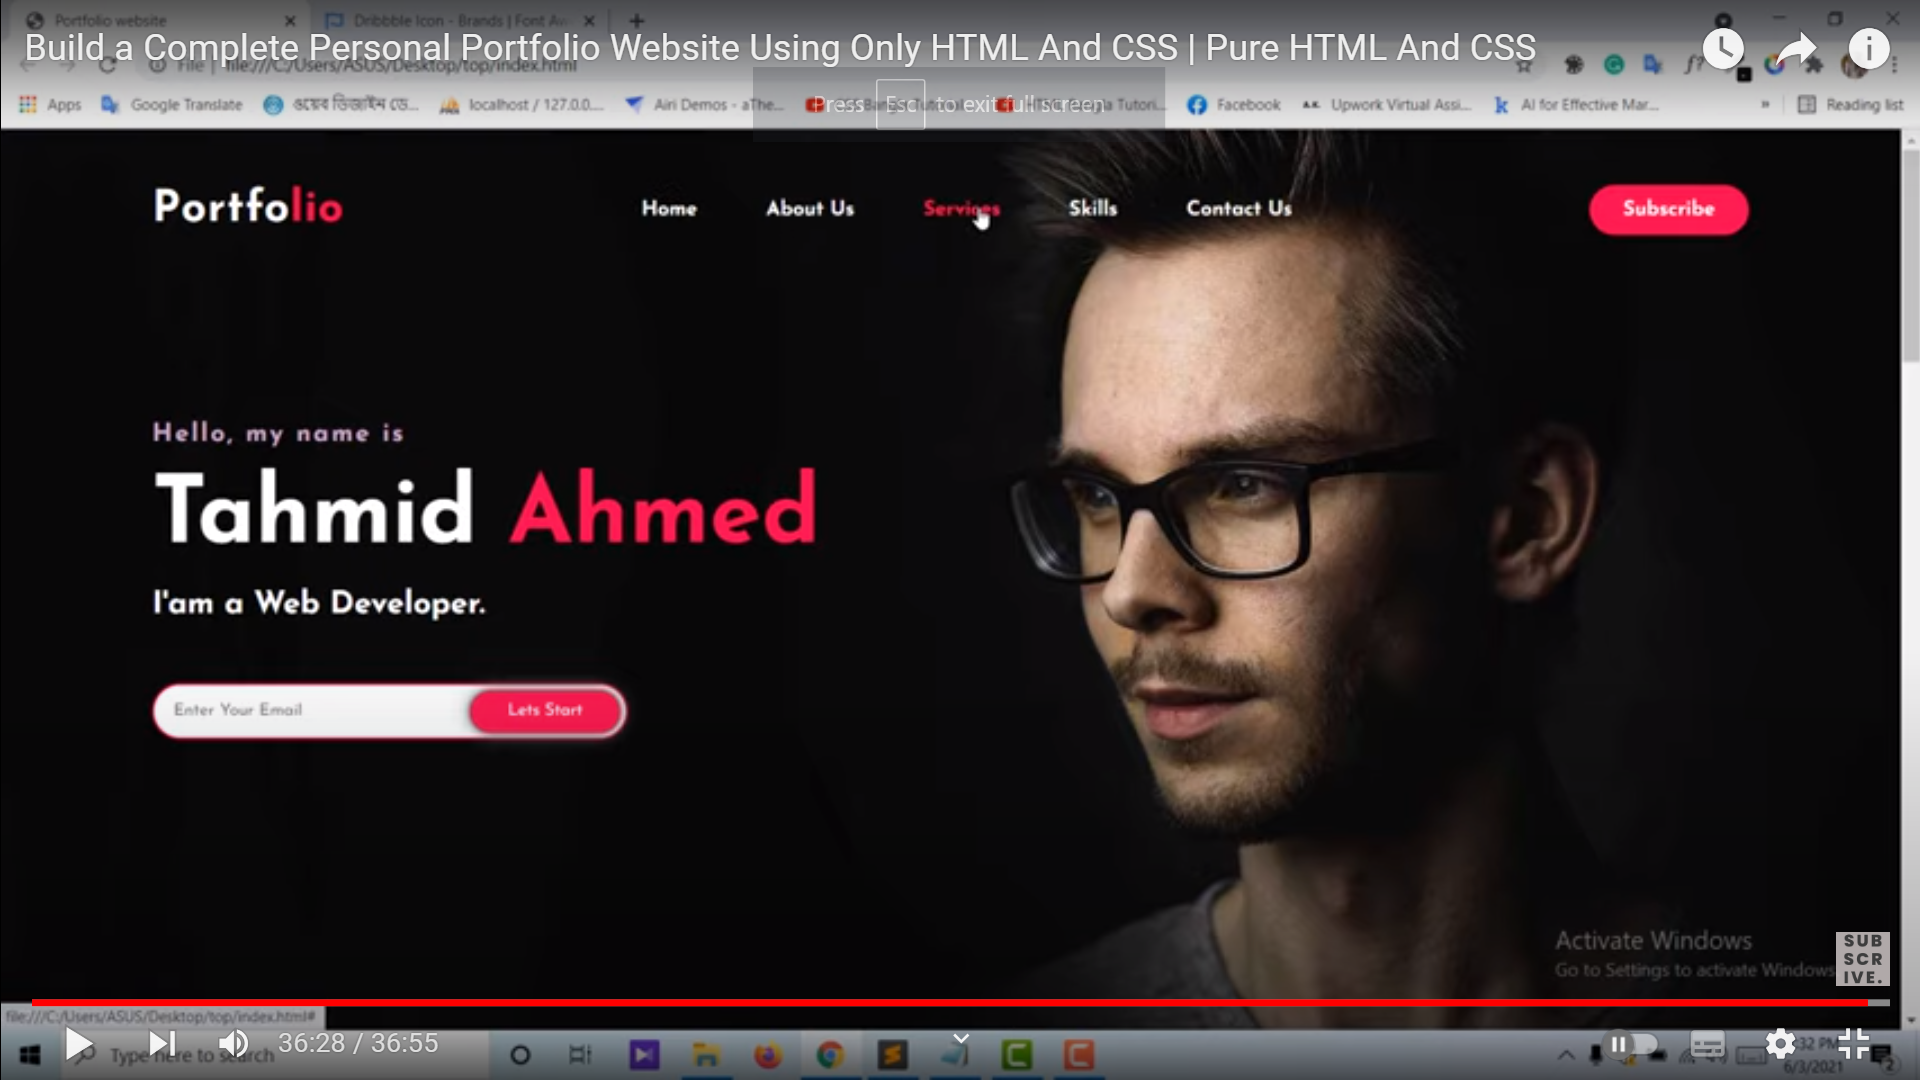 Portfolio website
Dribbble Icon - Brands | Font Aw
Build a Complete Personal Portfolio Website Using Only HTML And CSS | Pure HTML And CSS
File | file:///C:/Users/ASUS/Desktop/top/index.html
Apps
Google Translate
ওয়েব ডিজাইন ডে...
localhost / 127.0.0....
Airi Demos - aThe...
Press Esc to exit full screen
Facebook
Upwork Virtual Assi...
AI for Effective Mar...
»
Reading list
Portfolio
Home
About Us
Services
Skills
Contact Us
Subscribe
Hello, my name is
Tahmid Ahmed
I'am a Web Developer.
Enter Your Email
Lets Start
Activate Windows
Go to Settings to activate Windows
SUB
SCR
IVE.
file:///C:/Users/ASUS/Desktop/top/index.html#
36:28 / 36:55
Type here to search
:32 PM
6/3/2021